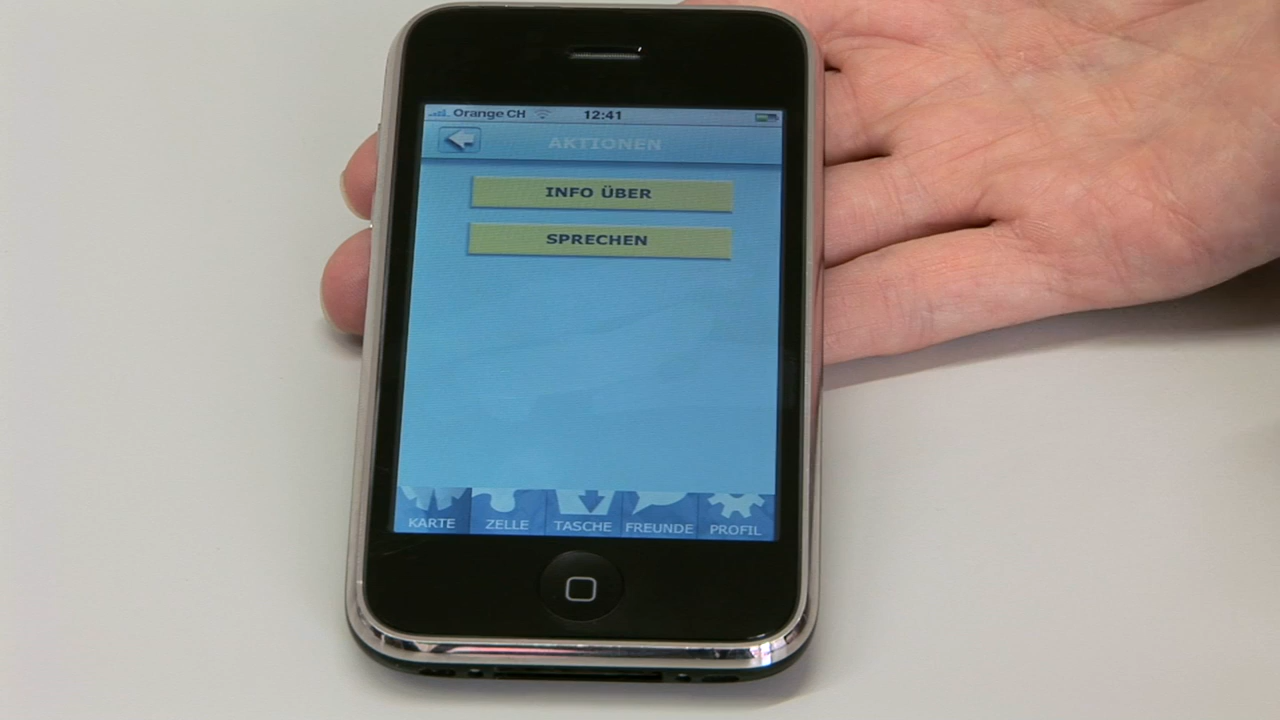 Orange CH 12:41
AKTIONEN
INFO ÜBER
SPRECHEN
KARTE ZELLE TASCHE FREUNDE PROFIL